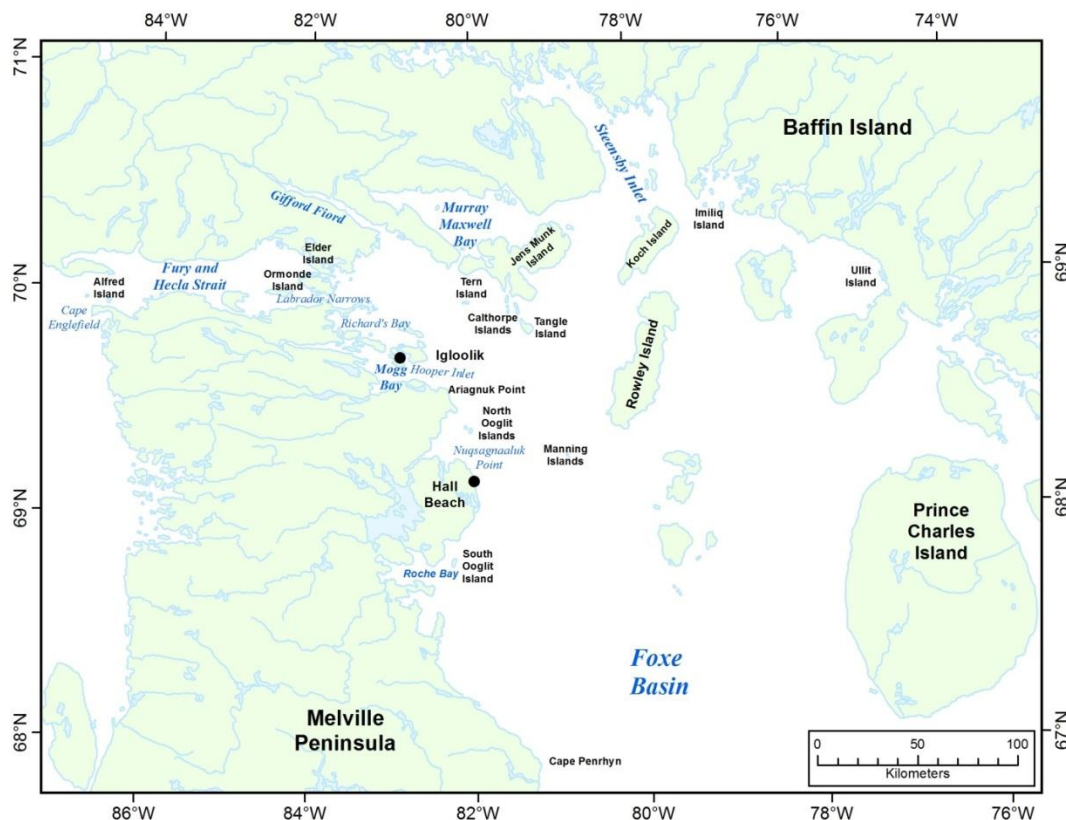 84°W 82°W 80°W 78°W 76°W 74°W
71°N
Baffin Island
Steensby Inlet
Gifford Fiord
Murray
Maxwell
Bay
Imiliq
Island
Jens Munk
Island
Koch Island
Elder
Island
69°N
70°N
Fury and
Hecla Strait
Ormonde
Island
Alfred
Island
Tern
Island
Ullit
Island
Labrador Narrows
Cape
Englefield
Richard's Bay
Calthorpe
Islands
Tangle
Island
Rowley Island
Igloolik
Mogg
Bay
Hooper Inlet
Ariagnuk Point
North
Ooglit
Islands
Nuqsagnaaluk
Point
Manning
Islands
68°N
Hall
Beach
69°N
Prince
Charles
Island
South
Ooglit
Island
Roche Bay
Foxe
Basin
Melville
Peninsula
68°N
67°N
Cape Penrhyn
0 50 100
Kilometers
86°W 84°W 82°W 80°W 78°W 76°W